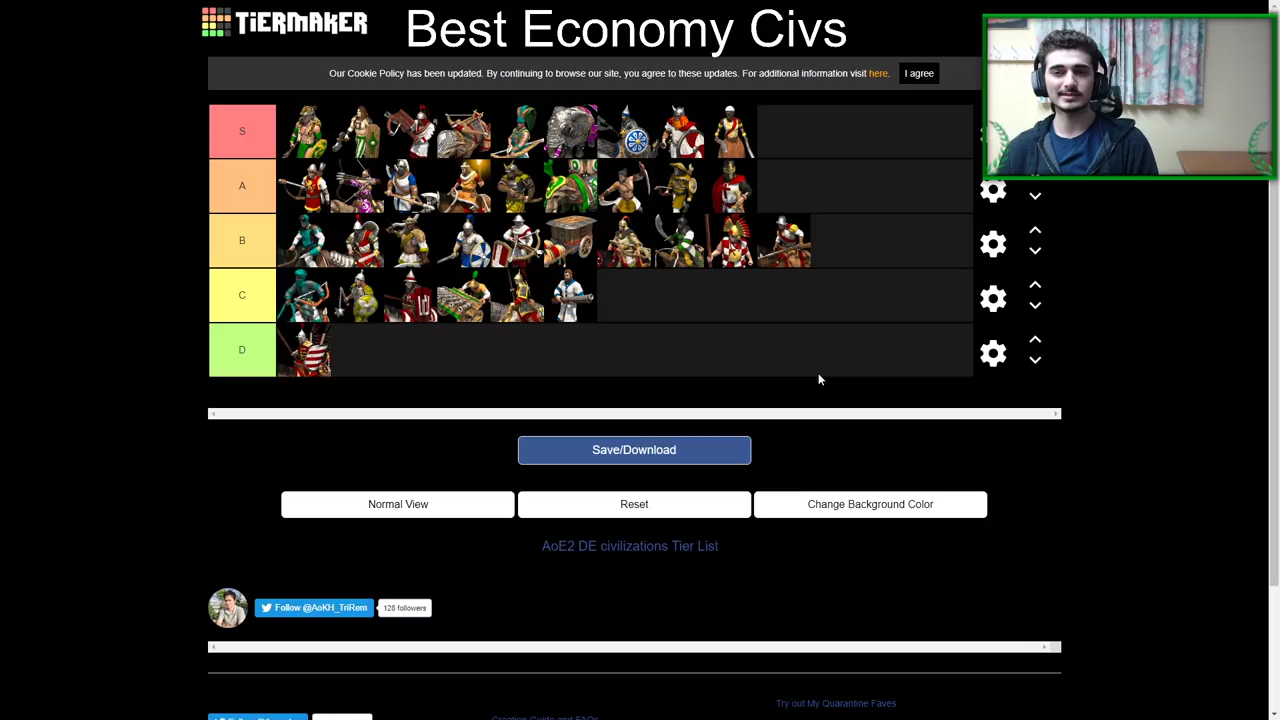 TIERMAKER
Best Economy Civs
Our Cookie Policy has been updated. By continuing to browse our site, you agree to these updates. For additional information visit here.
I agree
S
A
B
C
D
Save/Download
Normal View
Reset
Change Background Color
AoE2 DE civilizations Tier List
Follow @AoKH_TriRem
128 followers
Try out My Quarantine Faves